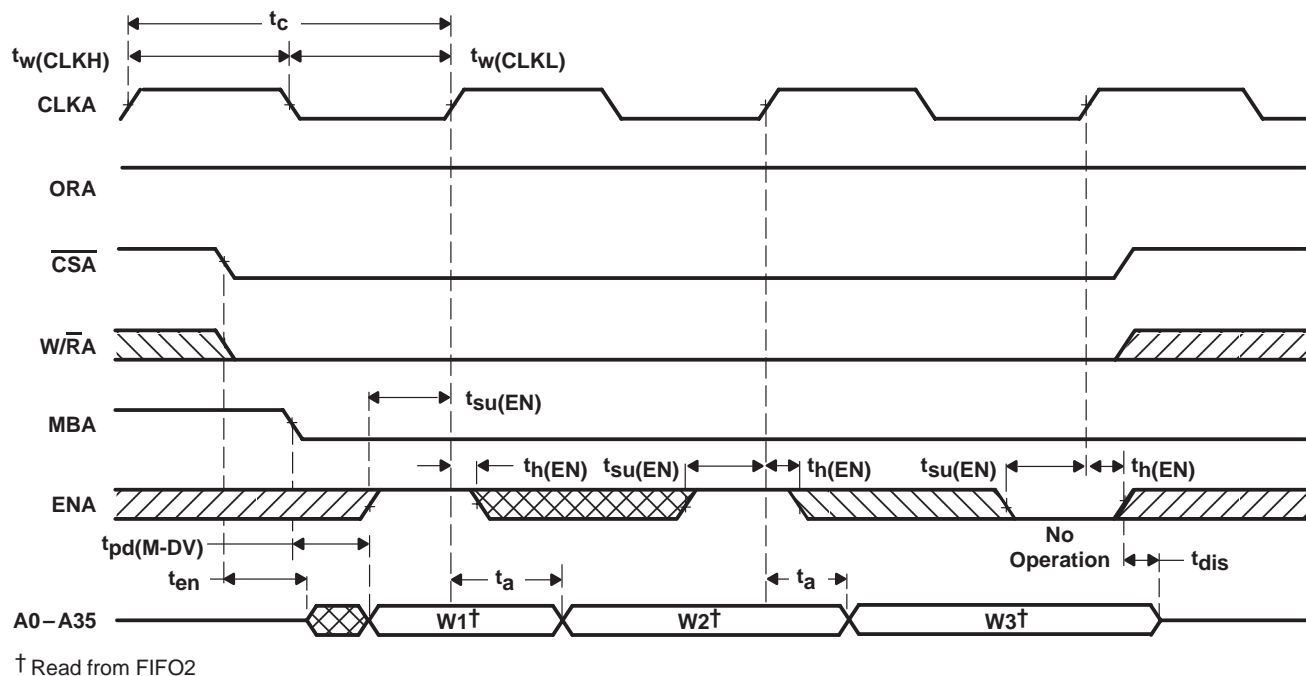 tc
tw(CLKH)
tw(CLKL)
CLKA
ORA
CSA
W/RA
tsu(EN)
MBA
th(EN)
tsu(EN)
th(EN)
tsu(EN)
th(EN)
ENA
No
Operation
tpd(M-DV)
ten
ta
ta
tdis
A0–A35
W1†
W2†
W3†
† Read from FIFO2